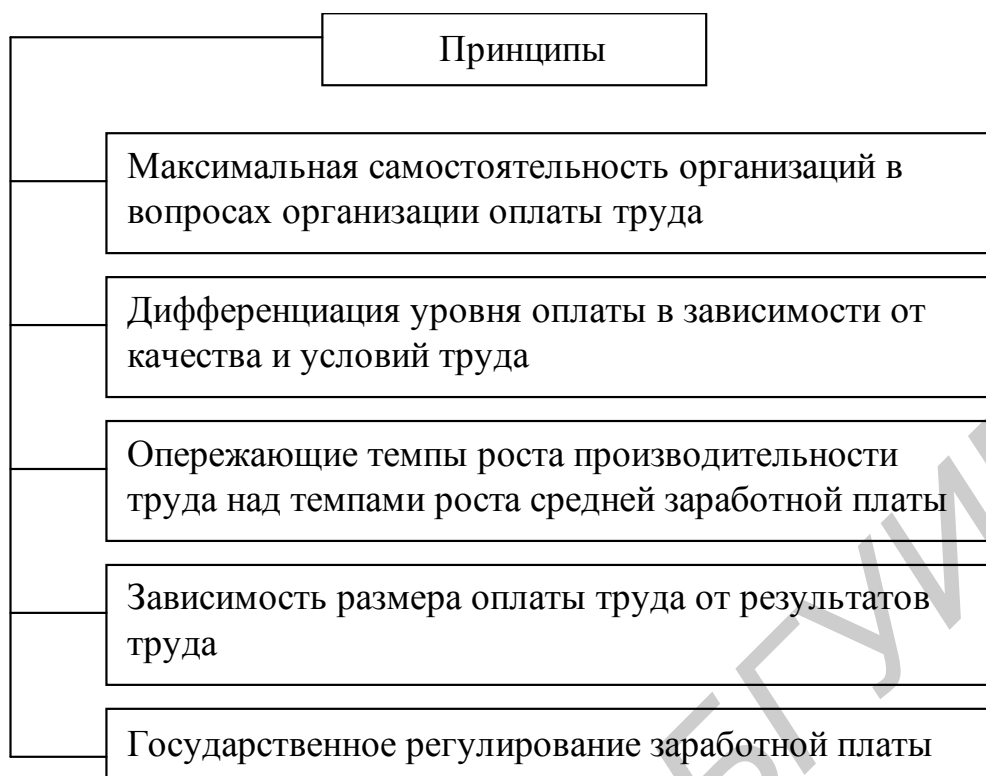 Принципы
Максимальная самостоятельность организаций в
вопросах организации оплаты труда
Дифференциация уровня оплаты в зависимости от
качества и условий труда
Опережающие темпы роста производительности
труда над темпами роста средней заработной платы
Зависимость размера оплаты труда от результатов
труда
Государственное регулирование заработной платы